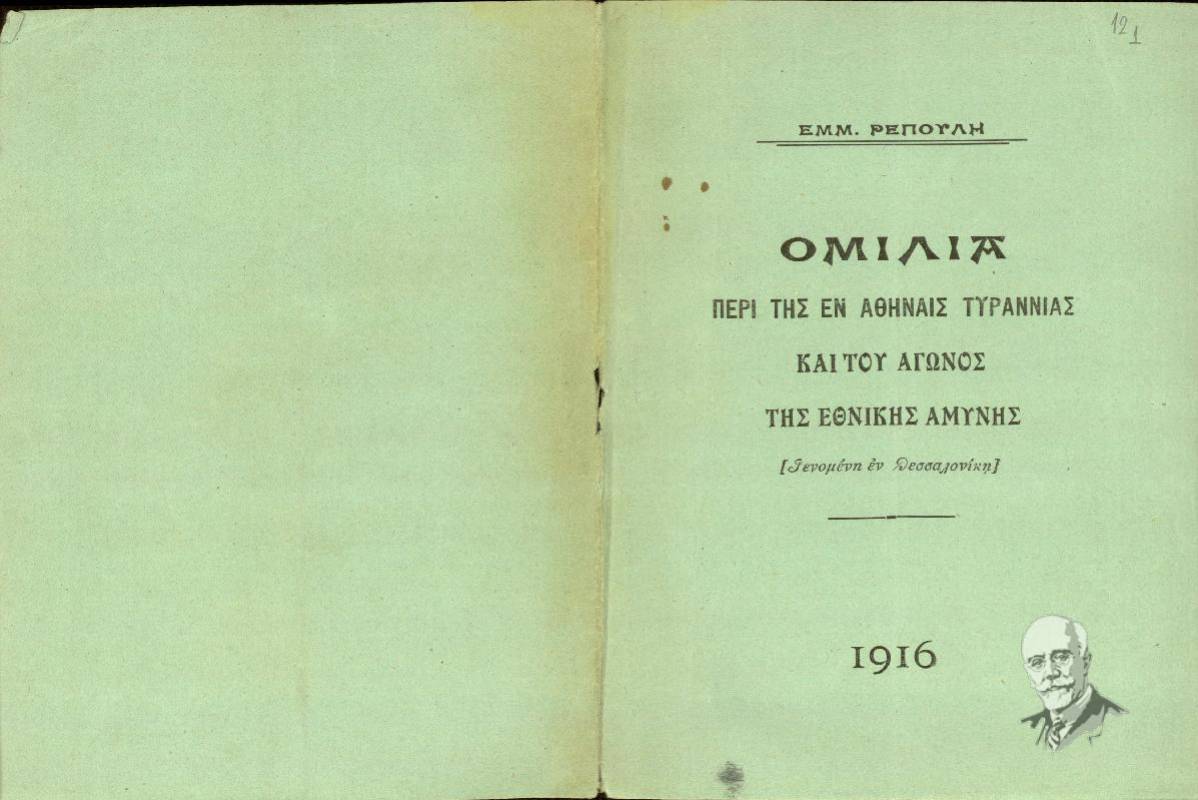 12
1
ΕΜΜ. ΡΕΠΟΥΛΗ
ΟΜΙΛΙΑ
ΠΕΡΙ ΤΗΣ ΕΝ ΑΘΗΝΑΙΣ ΤΥΡΑΝΝΙΑΣ
ΚΑΙ ΤΟΥ ΑΓΩΝΟΣ
ΤΗΣ ΕΘΝΙΚΗΣ ΑΜΥΝΗΣ
[Γενομένη ἐν Θεσσαλονίκῃ]
1916